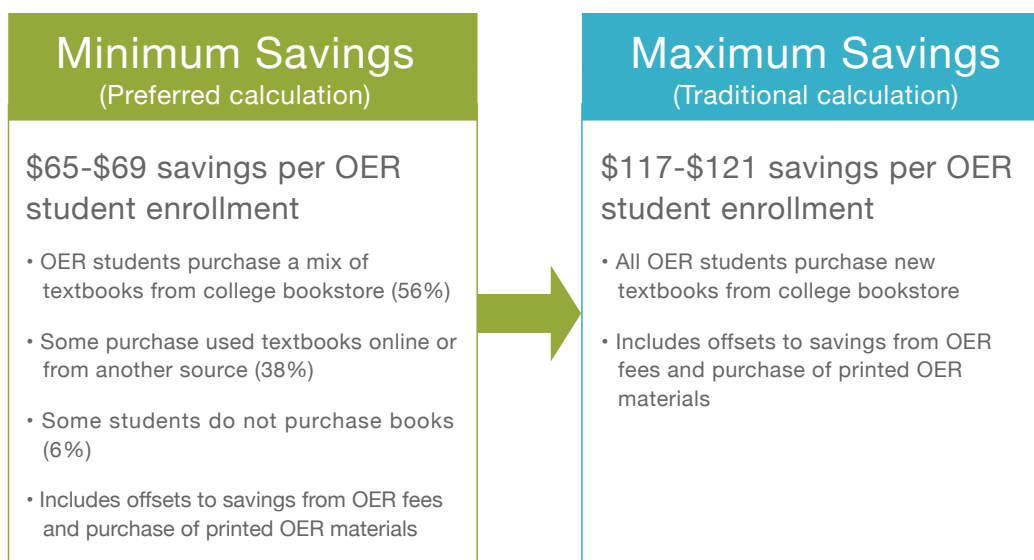 Minimum Savings
(Preferred calculation)
$65-$69 savings per OER
student enrollment
• OER students purchase a mix of
textbooks from college bookstore (56%)
• Some purchase used textbooks online or
from another source (38%)
• Some students do not purchase books
(6%)
• Includes offsets to savings from OER fees
and purchase of printed OER materials
Maximum Savings
(Traditional calculation)
$117-$121 savings per OER
student enrollment
• All OER students purchase new
textbooks from college bookstore
• Includes offsets to savings from OER
fees and purchase of printed OER
materials